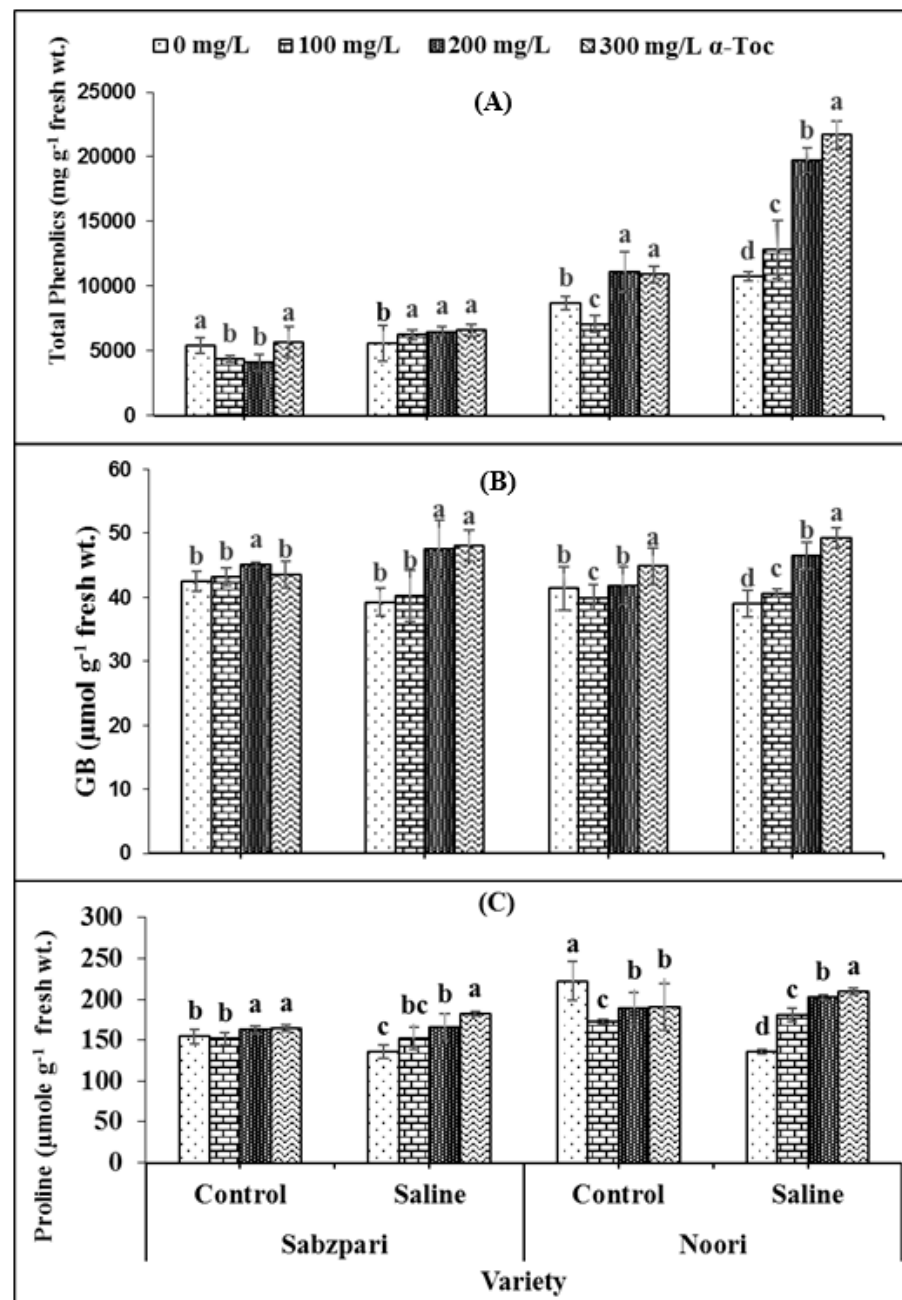 0 mg/L 100 mg/L 200 mg/L 300 mg/L α-Toc
(A)
Total Phenolics (mg g-1 fresh wt.)
25000
20000
15000
10000
5000
0
a b b a b a a a b c a a d c b a
(B)
GB (µmol g-1 fresh wt.)
60
50
40
30
20
10
0
b b a b b b a a b c b a d c b a
(C)
Proline (µmole g-1 fresh wt.)
300
250
200
150
100
50
0
b b a a c bc b a a c b b d c b a
Control Saline Control Saline
Sabzpari Noori
Variety